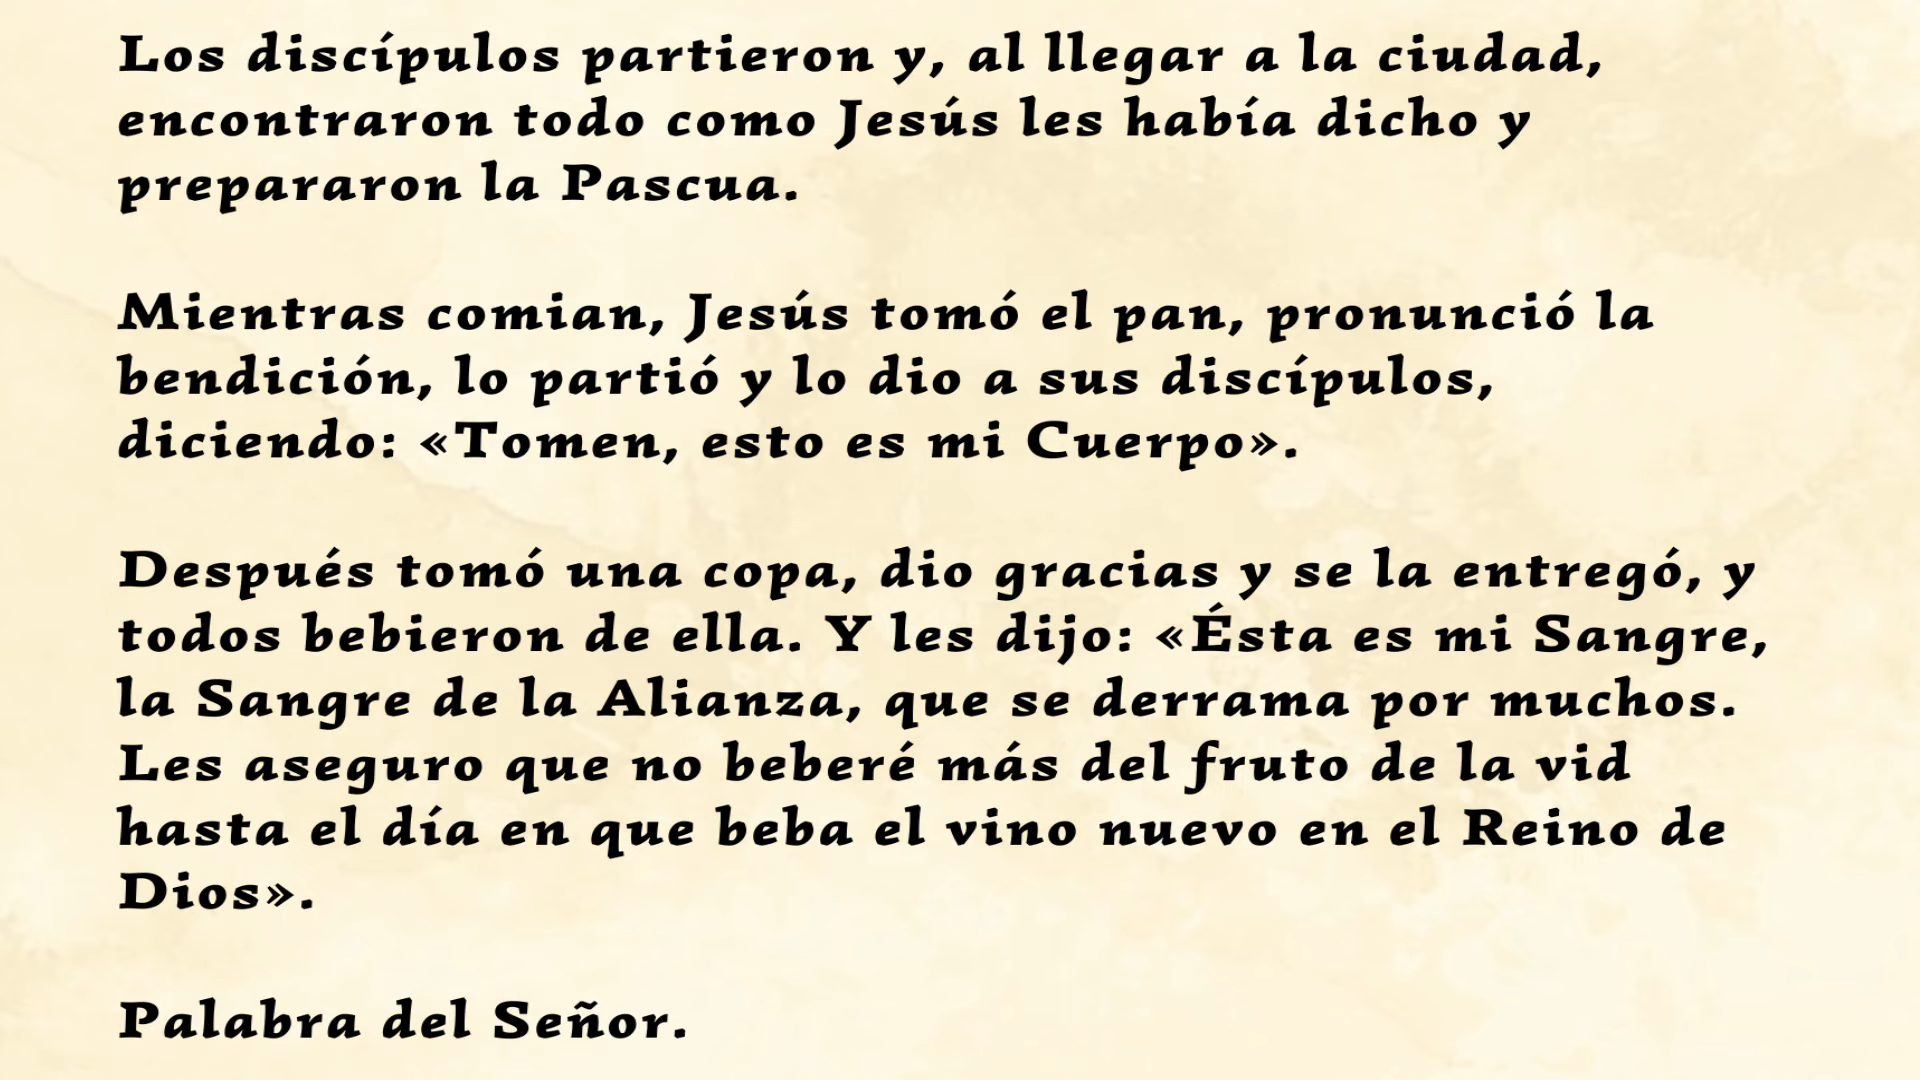 Los discípulos partieron y, al llegar a la ciudad,
encontraron todo como Jesús les había dicho y
prepararon la Pascua.
Mientras comian, Jesús tomó el pan, pronunció la
bendición, lo partió y lo dio a sus discípulos,
diciendo: «Tomen, esto es mi Cuerpo».
Después tomó una copa, dio gracias y se la entregó, y
todos bebieron de ella. Y les dijo: «Ésta es mi Sangre,
la Sangre de la Alianza, que se derrama por muchos.
Les aseguro que no beberé más del fruto de la vid
hasta el día en que beba el vino nuevo en el Reino de
Dios».
Palabra del Señor.